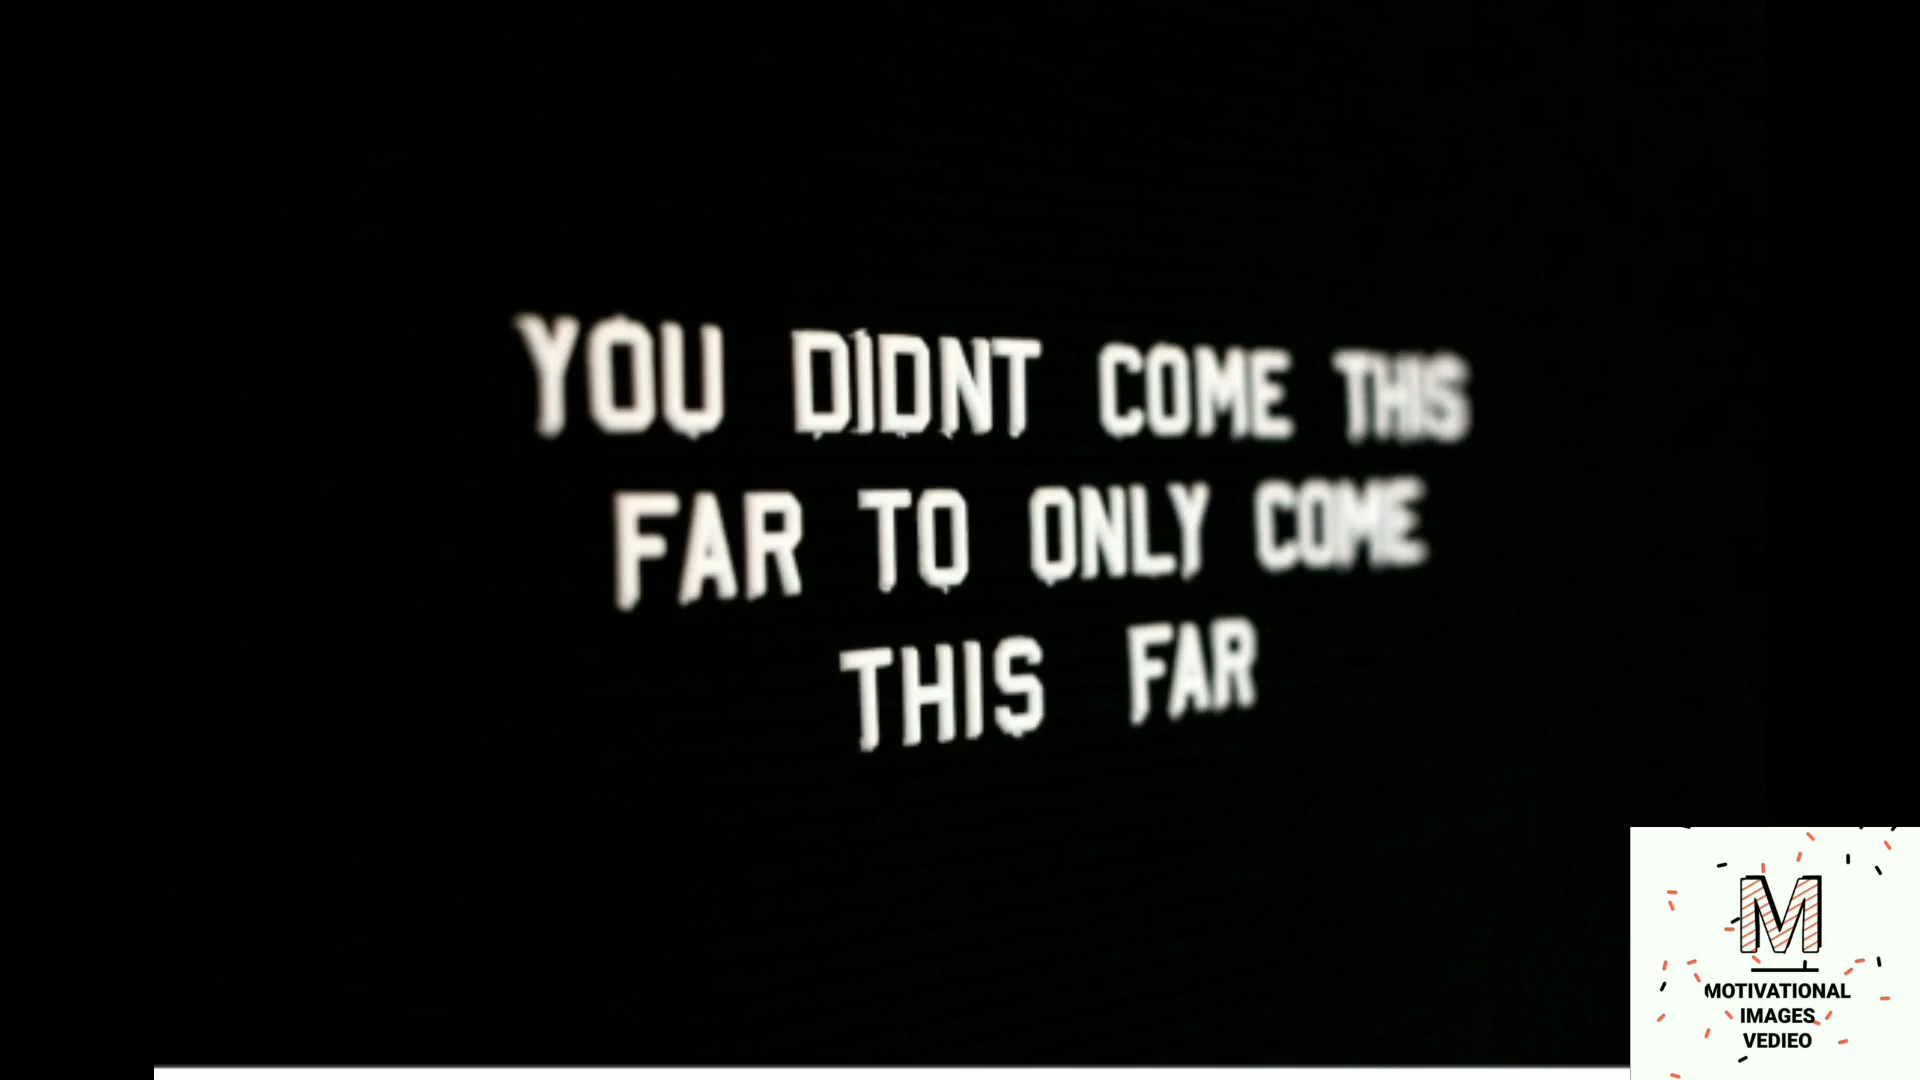 YOU DIDNT COME THIS
FAR TO ONLY COME
THIS FAR
M
MOTIVATIONAL
IMAGES
VEDIEO